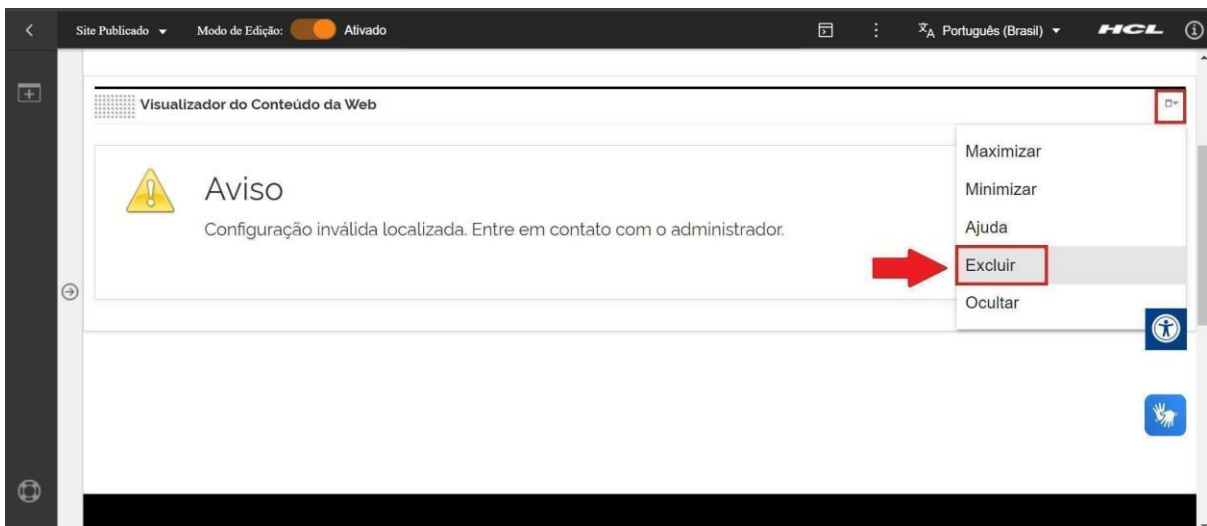 Site Publicado Modo de Edição: Ativado Português (Brasil) HCL
Visualizador do Conteúdo da Web
Maximizar
Minimizar
Aviso
Ajuda
Configuração inválida localizada. Entre em contato com o administrador.
Excluir
Ocultar